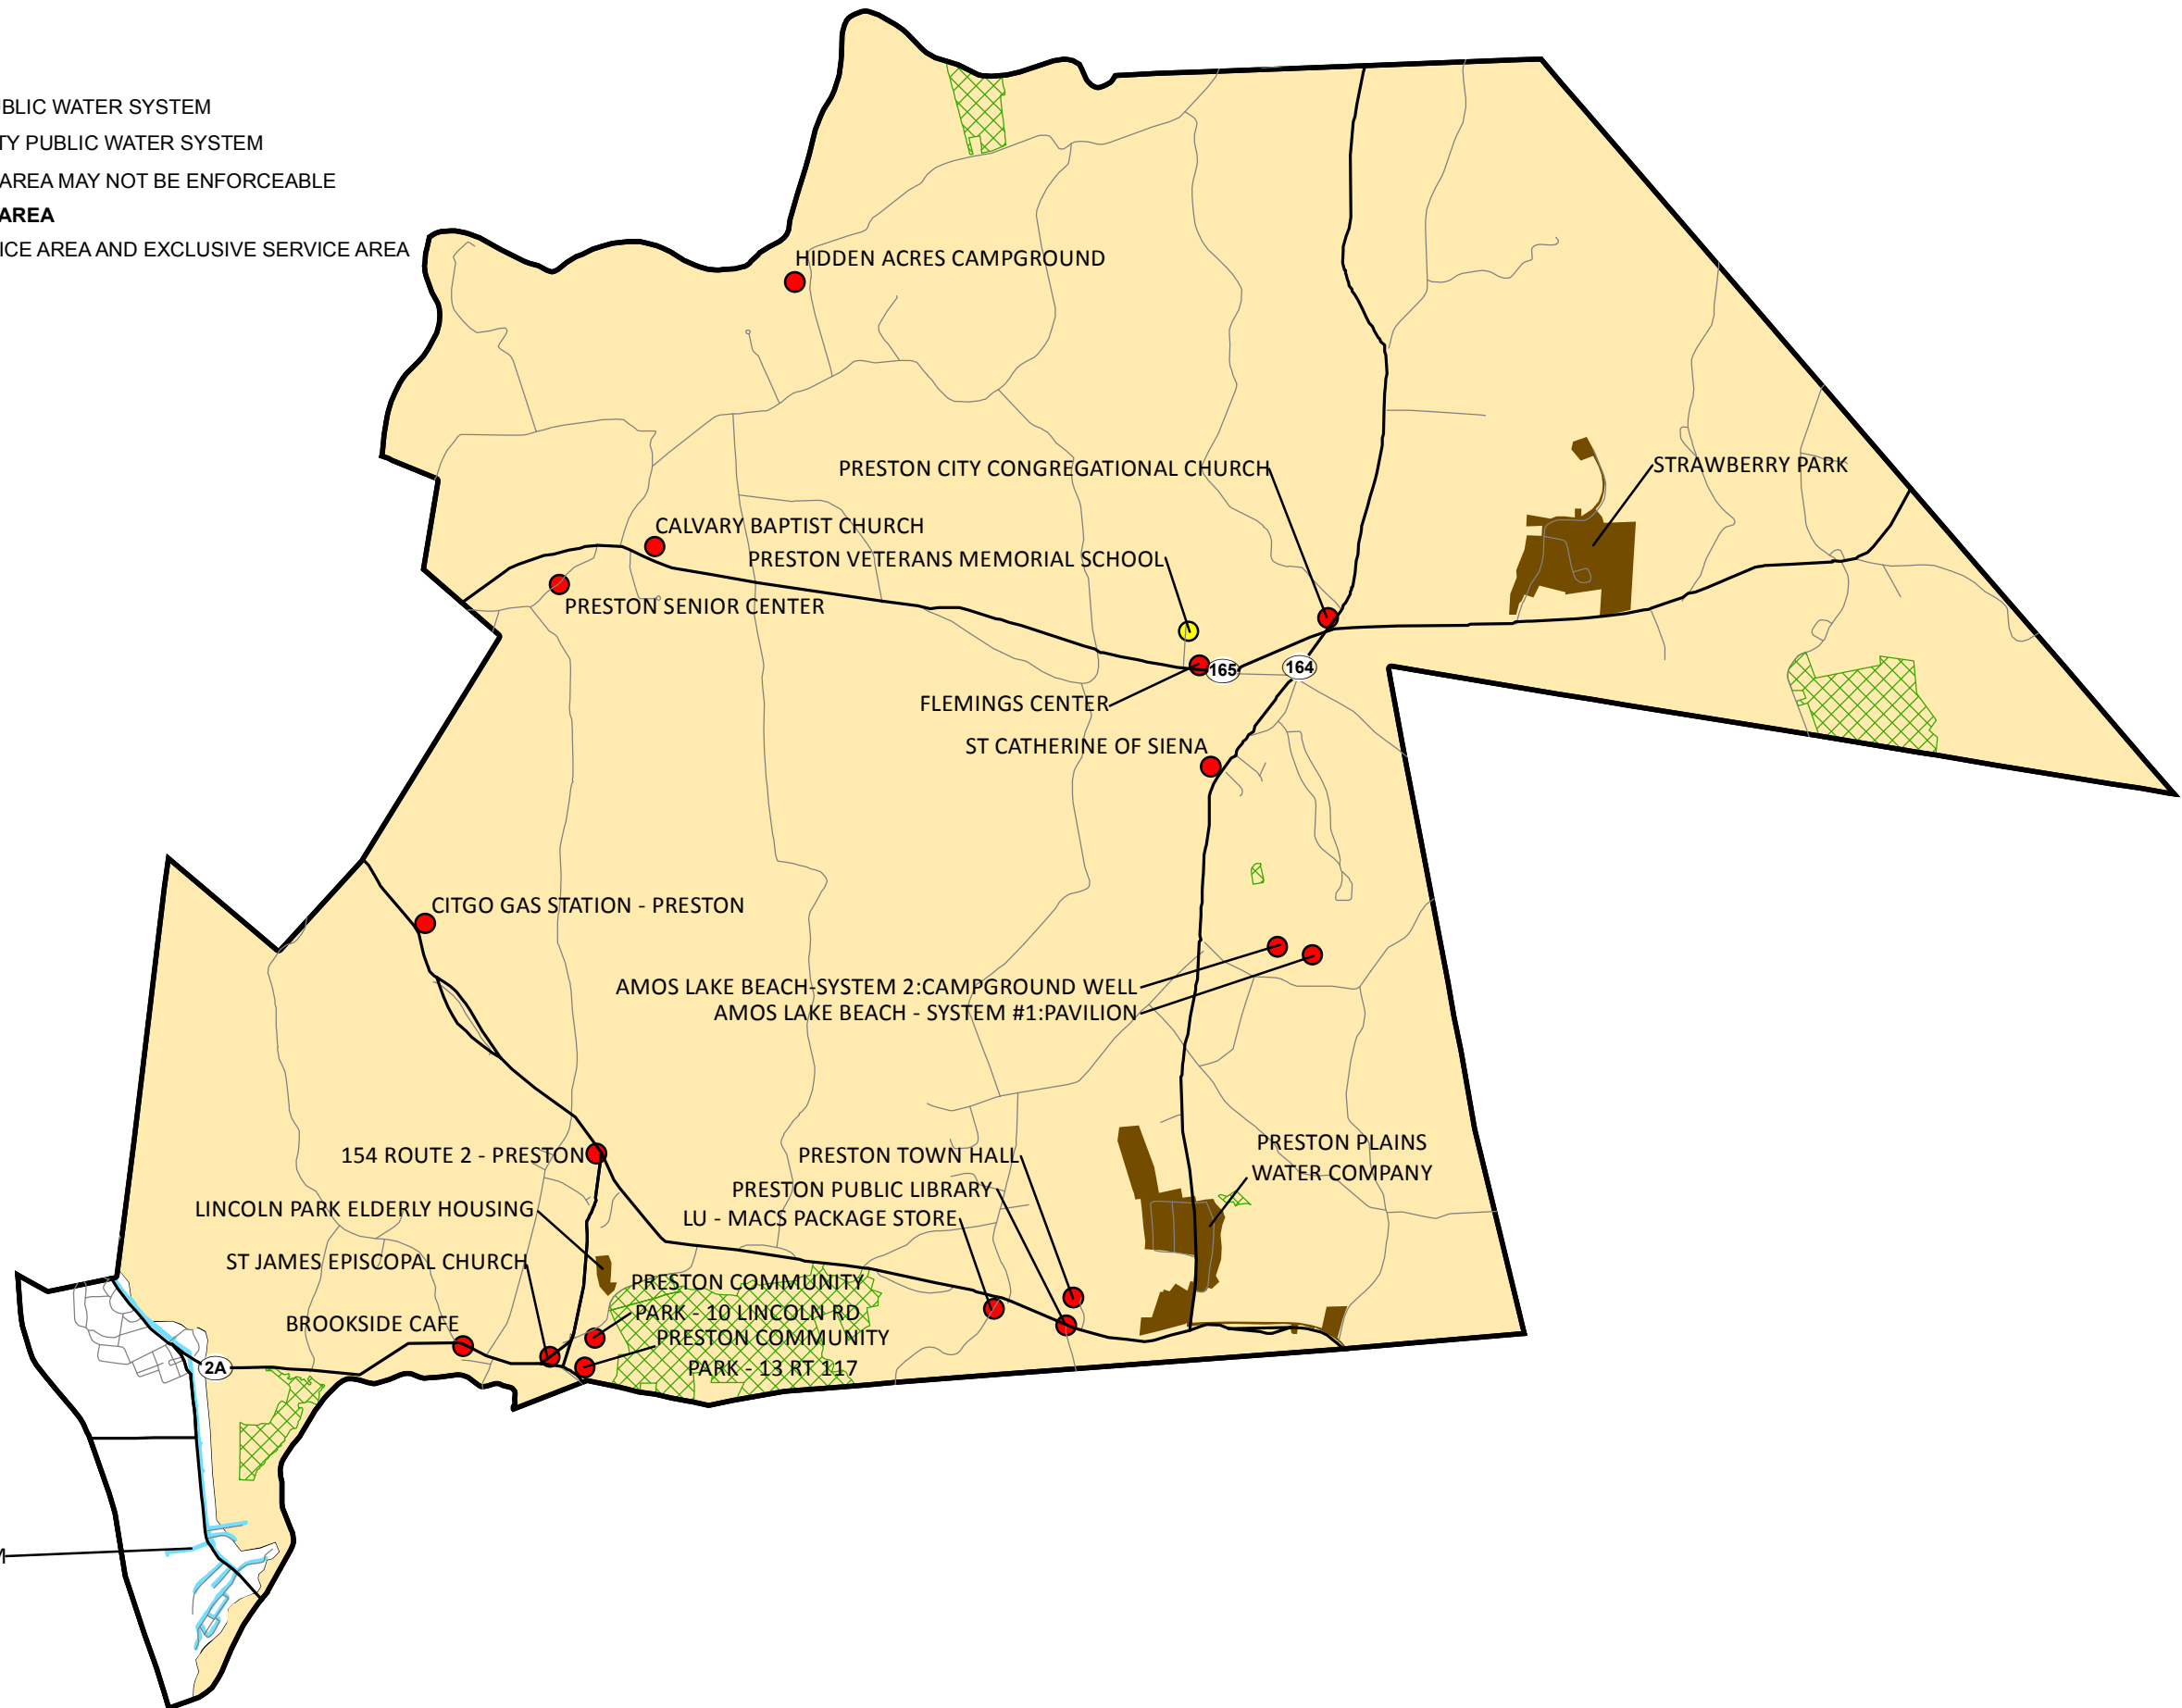 PUBLIC WATER SYSTEM
PUBLIC WATER SYSTEM
AREA MAY NOT BE ENFORCEABLE
AREA
AREA AND EXCLUSIVE SERVICE AREA
HIDDEN ACRES CAMPGROUND
PRESTON CITY CONGREGATIONAL CHURCH
STRAWBERRY PARK
CALVARY BAPTIST CHURCH
PRESTON VETERANS MEMORIAL SCHOOL
PRESTON SENIOR CENTER
165
164
FLEMINGS CENTER
ST CATHERINE OF SIENA
CITGO GAS STATION - PRESTON
AMOS LAKE BEACH-SYSTEM 2:CAMPGROUND WELL
AMOS LAKE BEACH - SYSTEM #1:PAVILION
154 ROUTE 2 - PRESTON
PRESTON TOWN HALL
PRESTON PLAINS
WATER COMPANY
PRESTON PUBLIC LIBRARY
LINCOLN PARK ELDERLY HOUSING
LU - MACS PACKAGE STORE
ST JAMES EPISCOPAL CHURCH
PRESTON COMMUNITY
PARK - 10 LINCOLN RD
BROOKSIDE CAFE
PRESTON COMMUNITY
PARK - 13 RT 117
2A